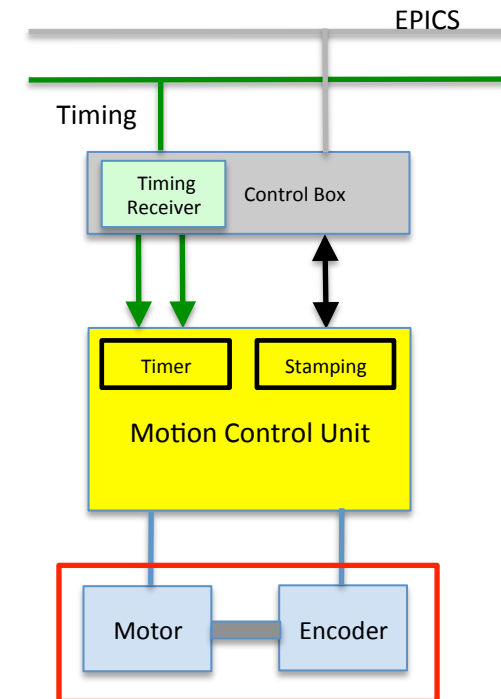 EPICS
Timing
Timing
Receiver
Control Box
Timer
Stamping
Motion Control Unit
Motor
Encoder